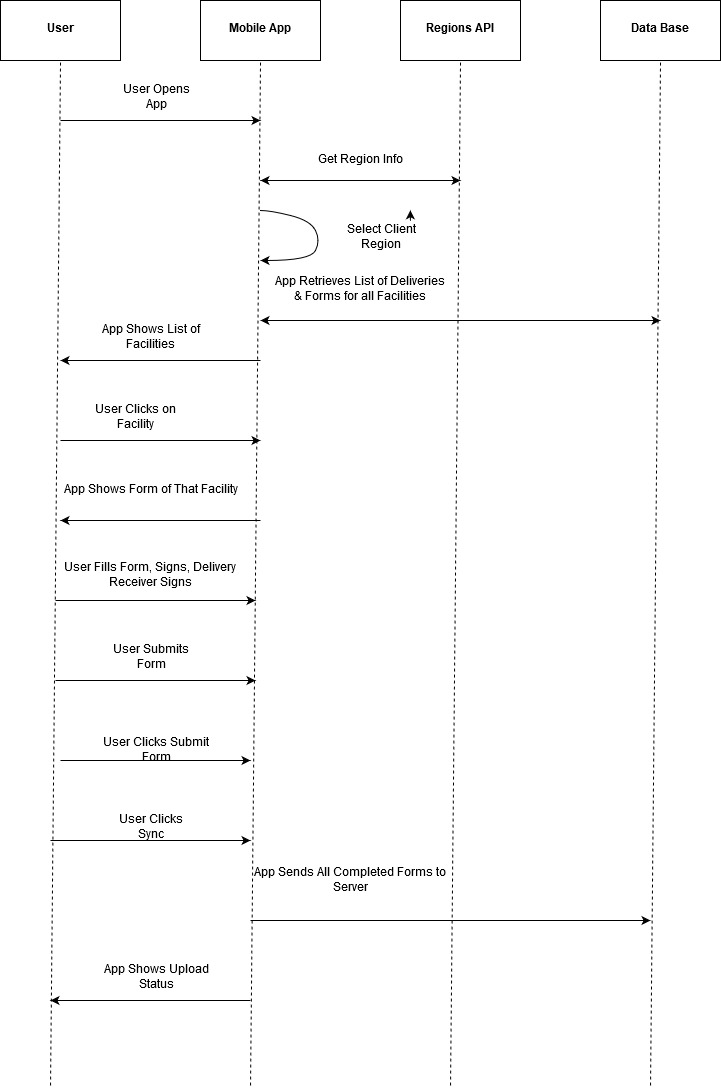 User
Mobile App
Regions API
Data Base
User Opens
App
Get Region Info
Select Client
Region
App Retrieves List of Deliveries
& Forms for all Facilities
App Shows List of
Facilities
User Clicks on
Facility
App Shows Form of That Facility
User Fills Form, Signs, Delivery
Receiver Signs
User Submits
Form
User Clicks Submit
Form
User Clicks
Sync
App Sends All Completed Forms to
Server
App Shows Upload
Status